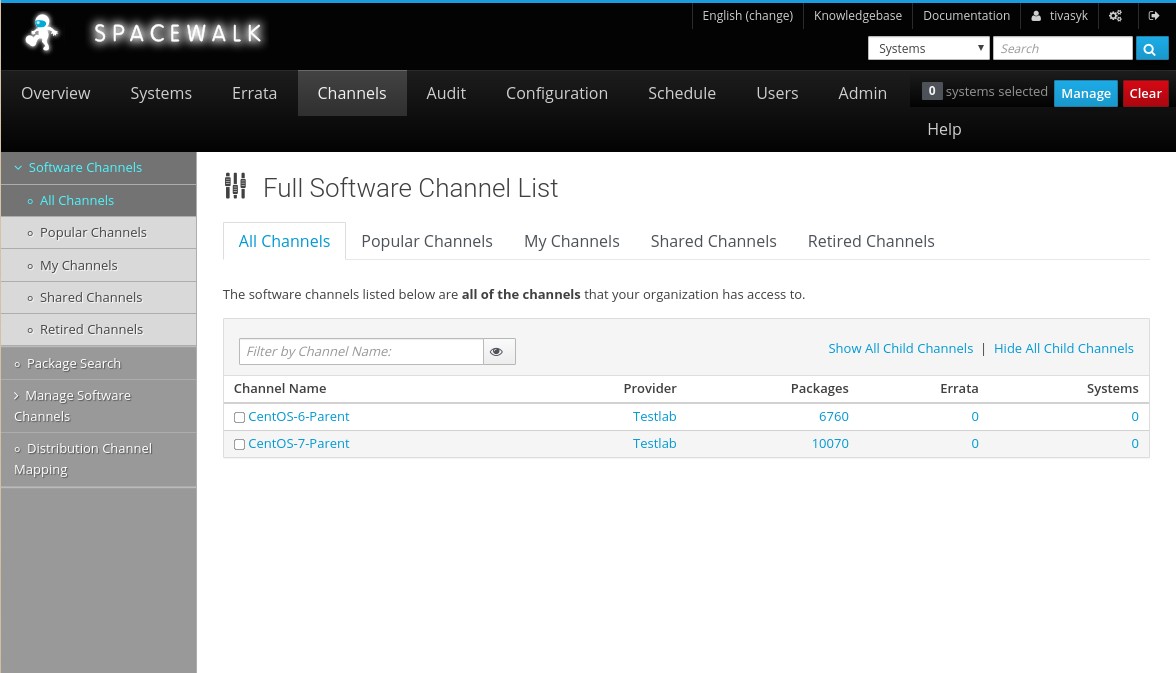 English (change) Knowledgebase Documentation tivasyk
SPACEWALK
Systems Search
Overview Systems Errata Channels Audit Configuration Schedule Users Admin 0 systems selected Manage Clear
Help
Software Channels
All Channels
Popular Channels
My Channels
Shared Channels
Retired Channels
Package Search
Manage Software
Channels
Distribution Channel
Mapping
Full Software Channel List
All Channels Popular Channels My Channels Shared Channels Retired Channels
The software channels listed below are all of the channels that your organization has access to.
Filter by Channel Name: Show All Child Channels | Hide All Child Channels
Channel Name Provider Packages Errata Systems
CentOS-6-Parent Testlab 6760 0 0
CentOS-7-Parent Testlab 10070 0 0